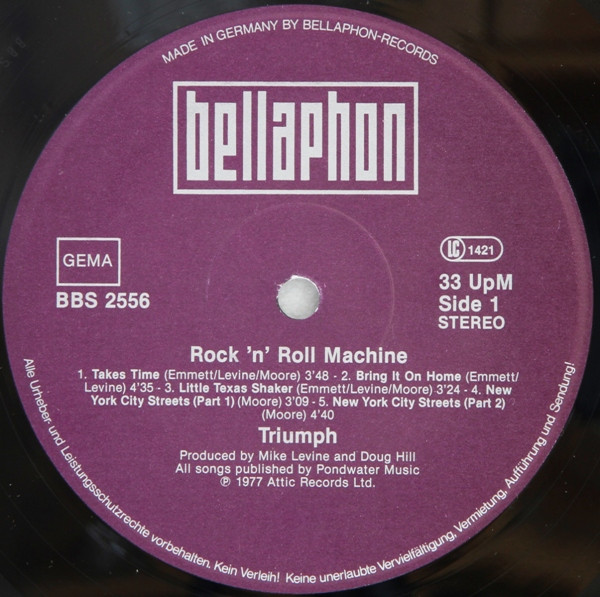 MADE IN GERMANY BY BELLAPHON-RECORDS
bellaphon
GEMA
BBS 2556
LC 1421
33 UpM
Side 1
STEREO
Rock 'n' Roll Machine
1. Takes Time (Emmett/Levine/Moore) 3'48 - 2. Bring It On Home (Emmett/
Levine) 4'35 - 3. Little Texas Shaker (Emmett/Levine/Moore) 3'24 - 4. New
York City Streets (Part 1) (Moore) 3'09 - 5. New York City Streets (Part 2)
(Moore) 4'40
Triumph
Produced by Mike Levine and Doug Hill
All songs published by Pondwater Music
℗ 1977 Attic Records Ltd.
Alle Urheber- und Leistungsschutzrechte vorbehalten. Kein Verleih! Keine unerlaubte Vervielfältigung, Vermietung, Aufführung und Sendung!